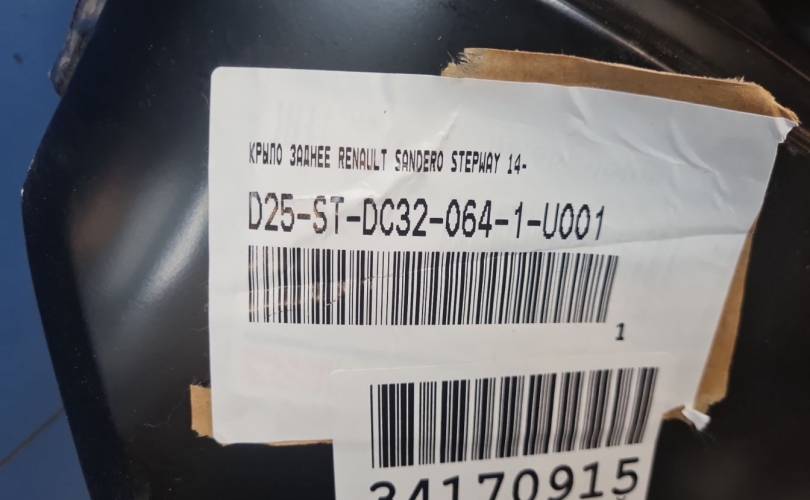 КРЫЛО ЗАДНЕЕ RENAULT SANDERO STEPWAY 14-
D25-ST-DC32-064-1-U001
1
34170915